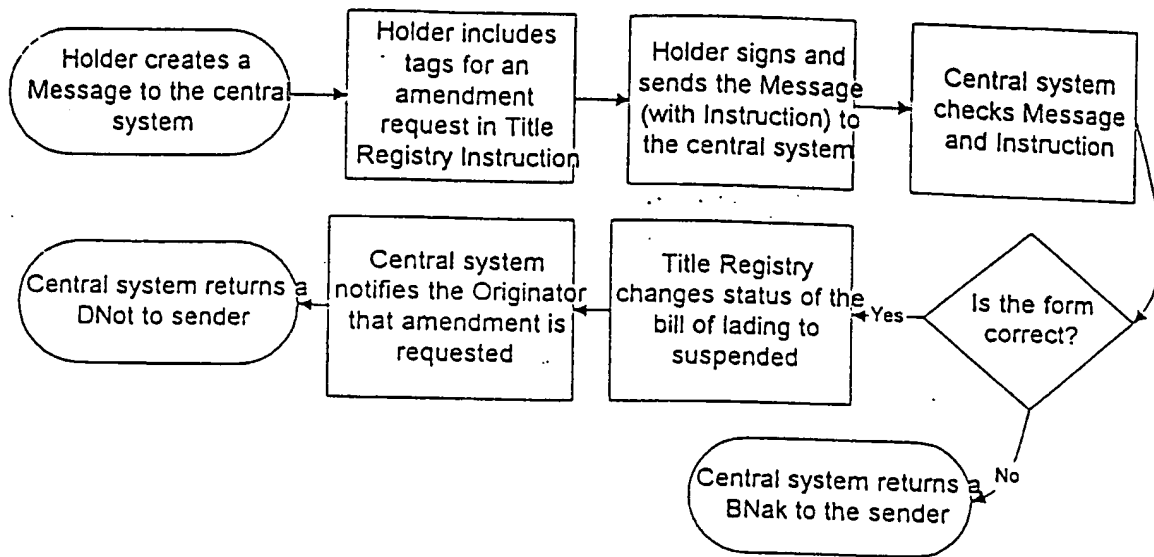 Holder creates a
Message to the central
system
Holder includes
tags for an
amendment
request in Title
Registry Instruction
Holder signs and
sends the Message
(with Instruction) to
the central system
Central system
checks Message
and Instruction
Is the form
correct?
Yes
Title Registry
changes status of the
bill of lading to
suspended
Central system
notifies the Originator
that amendment is
requested
Central system returns a
DNot to sender
No
Central system returns a
BNak to the sender